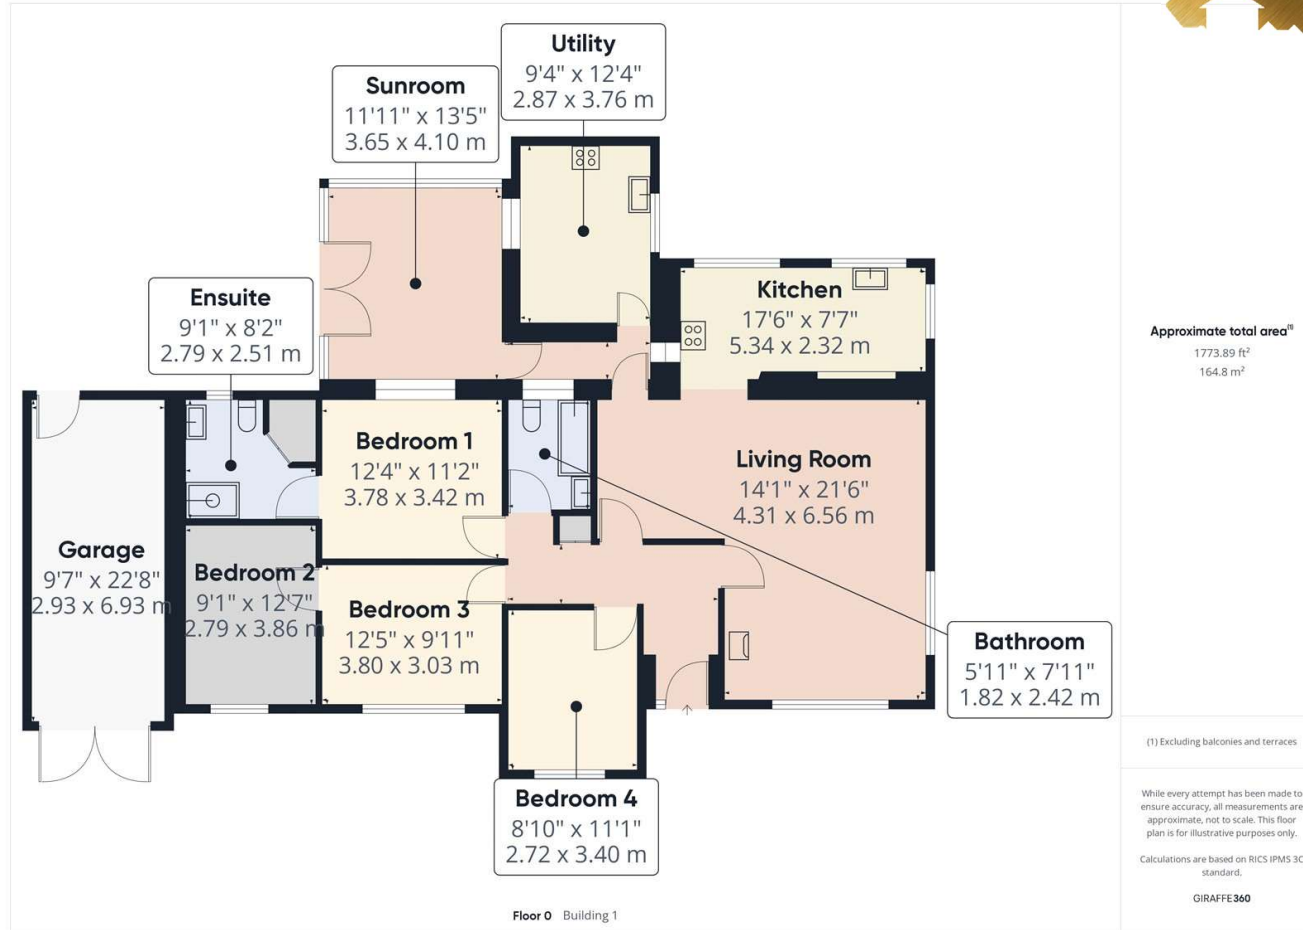 Utility
9'4" x 12'4"
2.87 x 3.76 m
Sunroom
11'11" x 13'5"
3.65 x 4.10 m
Ensuite
9'1" x 8'2"
2.79 x 2.51 m
Kitchen
17'6" x 7'7"
5.34 x 2.32 m
Bedroom 1
12'4" x 11'2"
3.78 x 3.42 m
Living Room
14'1" x 21'6"
4.31 x 6.56 m
Garage
9'7" x 22'8"
2.93 x 6.93 m
Bedroom 2
9'1" x 12'7"
2.79 x 3.86 m
Bedroom 3
12'5" x 9'11"
3.80 x 3.03 m
Bathroom
5'11" x 7'11"
1.82 x 2.42 m
Bedroom 4
8'10" x 11'1"
2.72 x 3.40 m
Floor 0 Building 1
Approximate total area(1)
1773.89 ft²
164.8 m²
(1) Excluding balconies and terraces
While every attempt has been made to
ensure accuracy, all measurements are
approximate, not to scale. This floor
plan is for illustrative purposes only.
Calculations are based on RICS IPMS 3C
standard.
GIRAFFE360